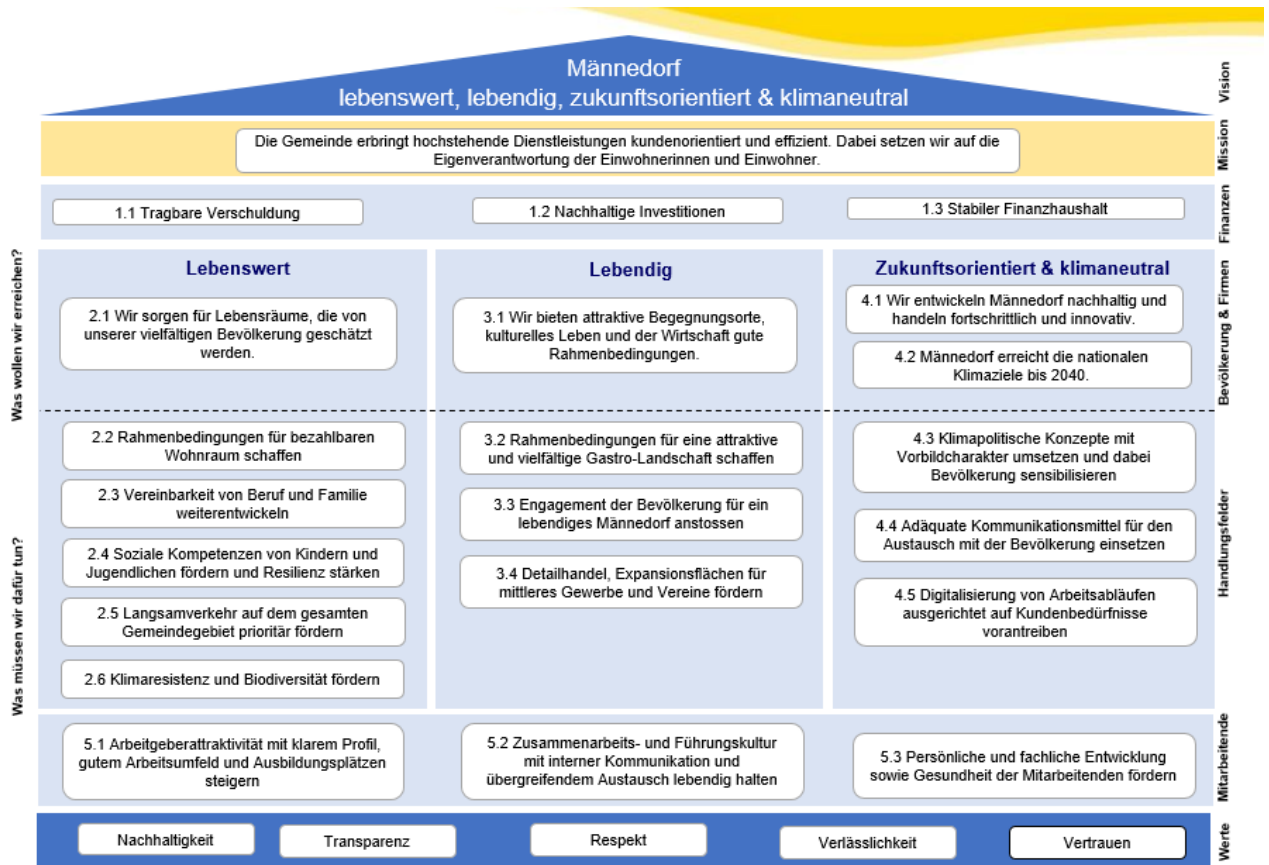 Männedorf
lebenswert, lebendig, zukunftsorientiert & klimaneutral
Vision
Die Gemeinde erbringt hochstehende Dienstleistungen kundenorientiert und effizient. Dabei setzen wir auf die
Eigenverantwortung der Einwohnerinnen und Einwohner.
Mission
1.1 Tragbare Verschuldung
1.2 Nachhaltige Investitionen
1.3 Stabiler Finanzhaushalt
Finanzen
Was wollen wir erreichen?
Lebenswert
2.1 Wir sorgen für Lebensräume, die von
unserer vielfältigen Bevölkerung geschätzt
werden.
Lebendig
3.1 Wir bieten attraktive Begegnungsorte,
kulturelles Leben und der Wirtschaft gute
Rahmenbedingungen.
Zukunftsorientiert & klimaneutral
4.1 Wir entwickeln Männedorf nachhaltig und
handeln fortschrittlich und innovativ.
4.2 Männedorf erreicht die nationalen
Klimaziele bis 2040.
Bevölkerung & Firmen
Was müssen wir dafür tun?
2.2 Rahmenbedingungen für bezahlbaren
Wohnraum schaffen
2.3 Vereinbarkeit von Beruf und Familie
weiterentwickeln
2.4 Soziale Kompetenzen von Kindern und
Jugendlichen fördern und Resilienz stärken
2.5 Langsamverkehr auf dem gesamten
Gemeindegebiet prioritär fördern
2.6 Klimaresistenz und Biodiversität fördern
3.2 Rahmenbedingungen für eine attraktive
und vielfältige Gastro-Landschaft schaffen
3.3 Engagement der Bevölkerung für ein
lebendiges Männedorf anstossen
3.4 Detailhandel, Expansionsflächen für
mittleres Gewerbe und Vereine fördern
4.3 Klimapolitische Konzepte mit
Vorbildcharakter umsetzen und dabei
Bevölkerung sensibilisieren
4.4 Adäquate Kommunikationsmittel für den
Austausch mit der Bevölkerung einsetzen
4.5 Digitalisierung von Arbeitsabläufen
ausgerichtet auf Kundenbedürfnisse
vorantreiben
Handlungsfelder
5.1 Arbeitgeberattraktivität mit klarem Profil,
gutem Arbeitsumfeld und Ausbildungsplätzen
steigern
5.2 Zusammenarbeits- und Führungskultur
mit interner Kommunikation und
übergreifendem Austausch lebendig halten
5.3 Persönliche und fachliche Entwicklung
sowie Gesundheit der Mitarbeitenden fördern
Mitarbeitende
Nachhaltigkeit
Transparenz
Respekt
Verlässlichkeit
Vertrauen
Werte